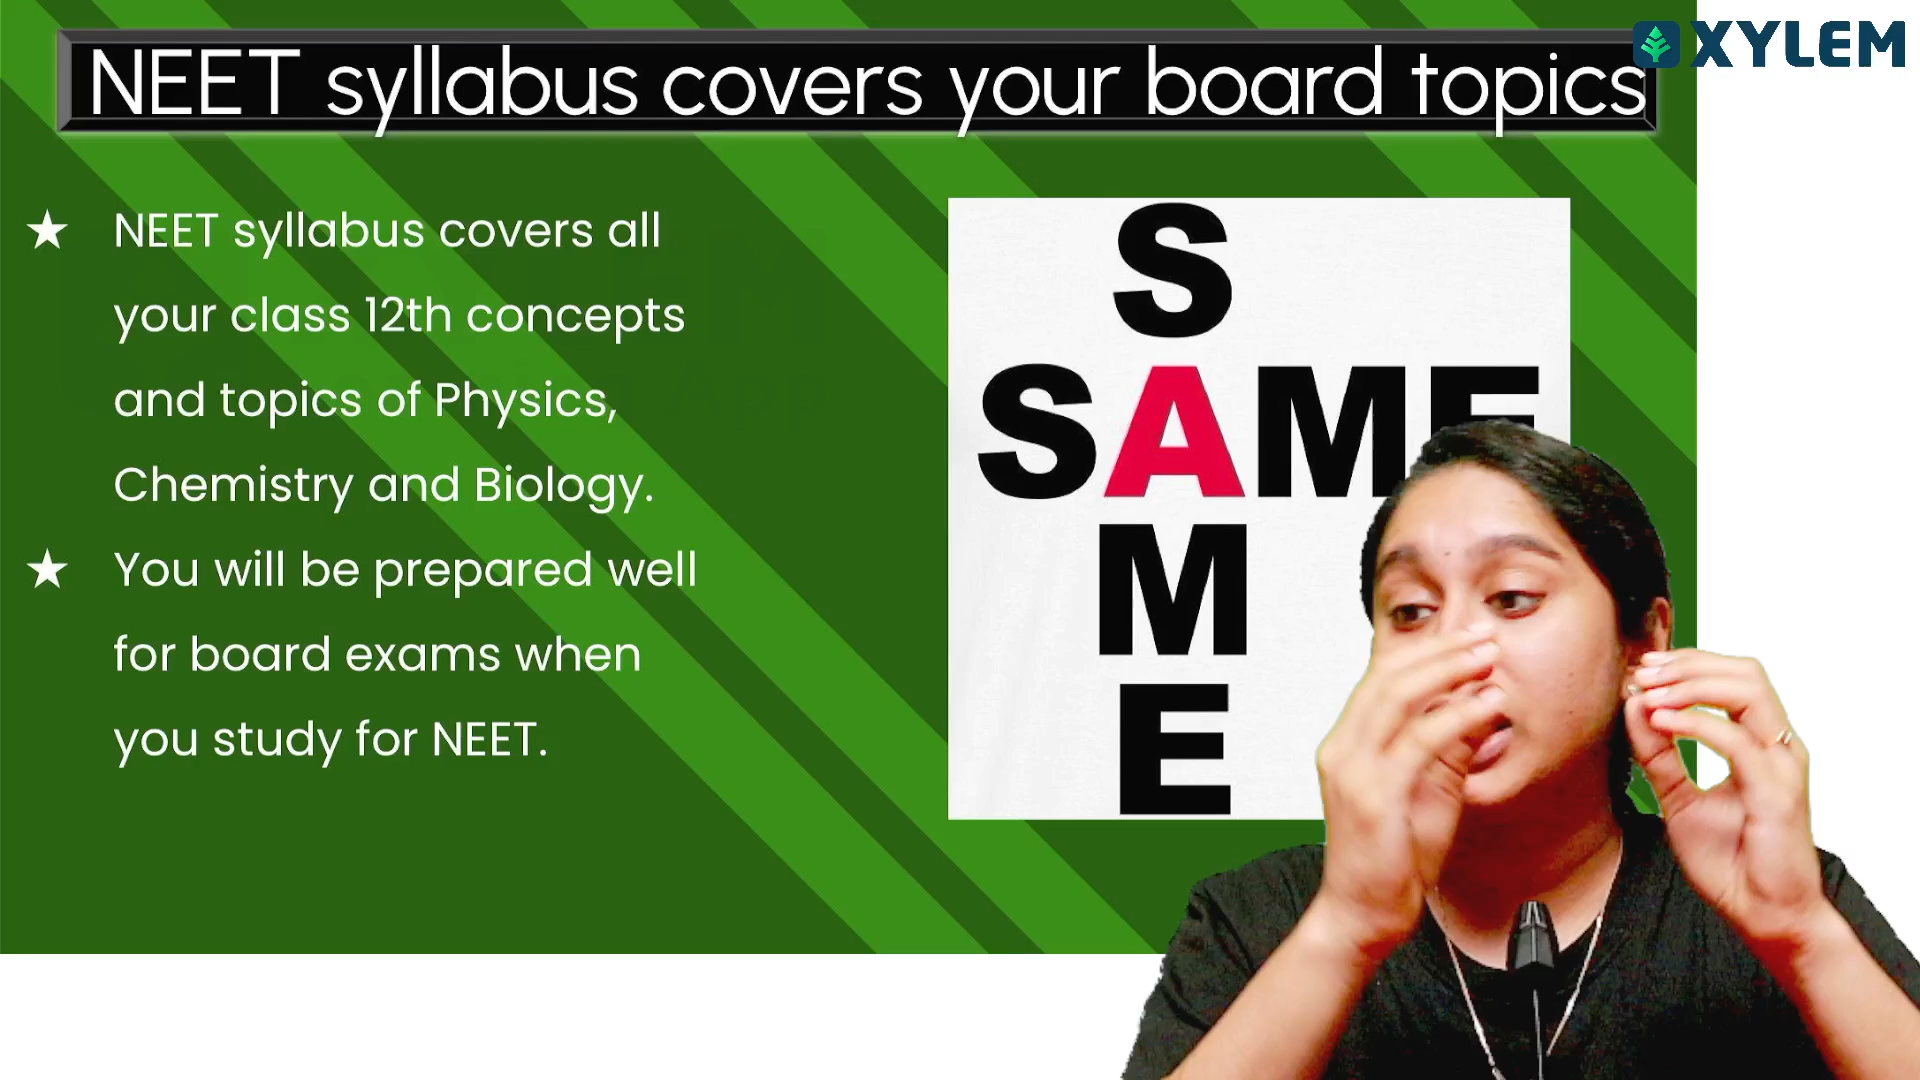 NEET syllabus covers your board topics
XYLEM
★ NEET syllabus covers all
your class 12th concepts
and topics of Physics,
Chemistry and Biology.
★ You will be prepared well
for board exams when
you study for NEET.
S
SAME
M
E